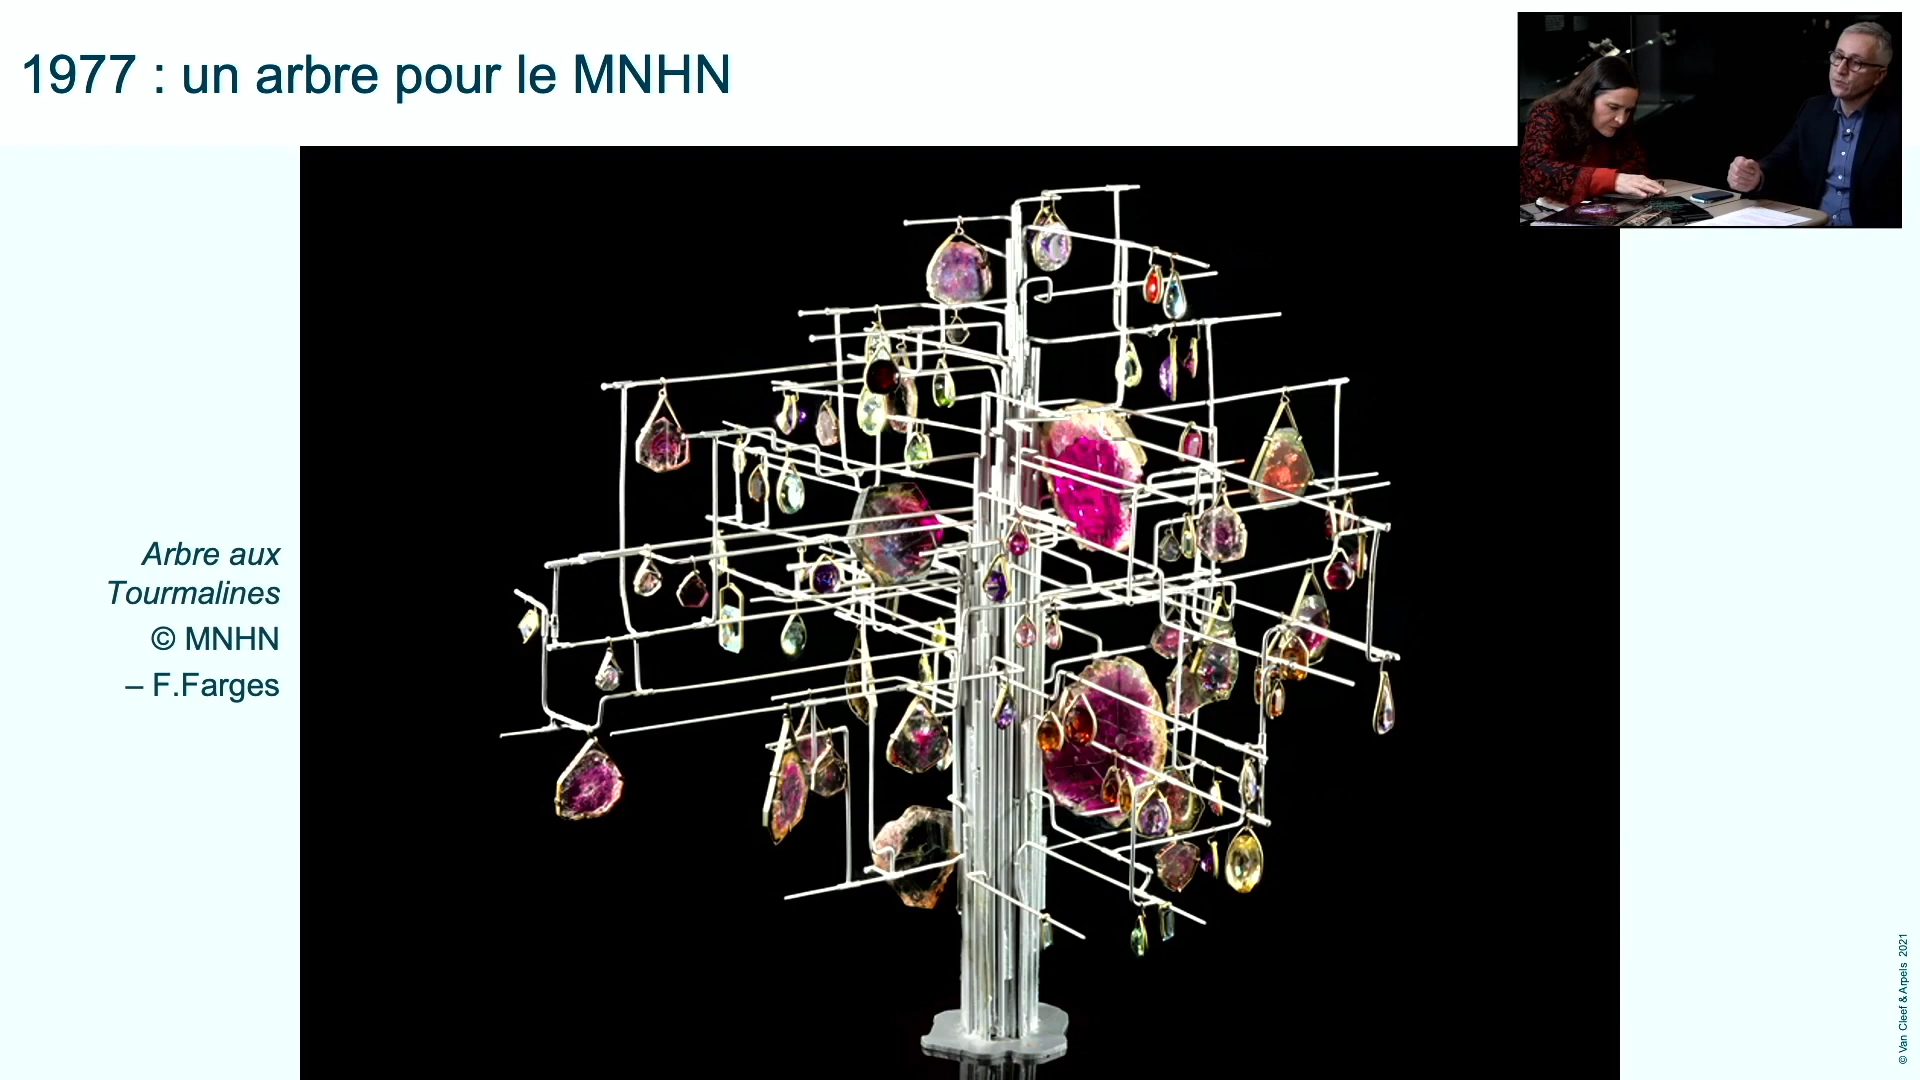 1977 : un arbre pour le MNHN
Arbre aux
Tourmalines
© MNHN
– F.Farges
© Van Cleef & Arpels 2021